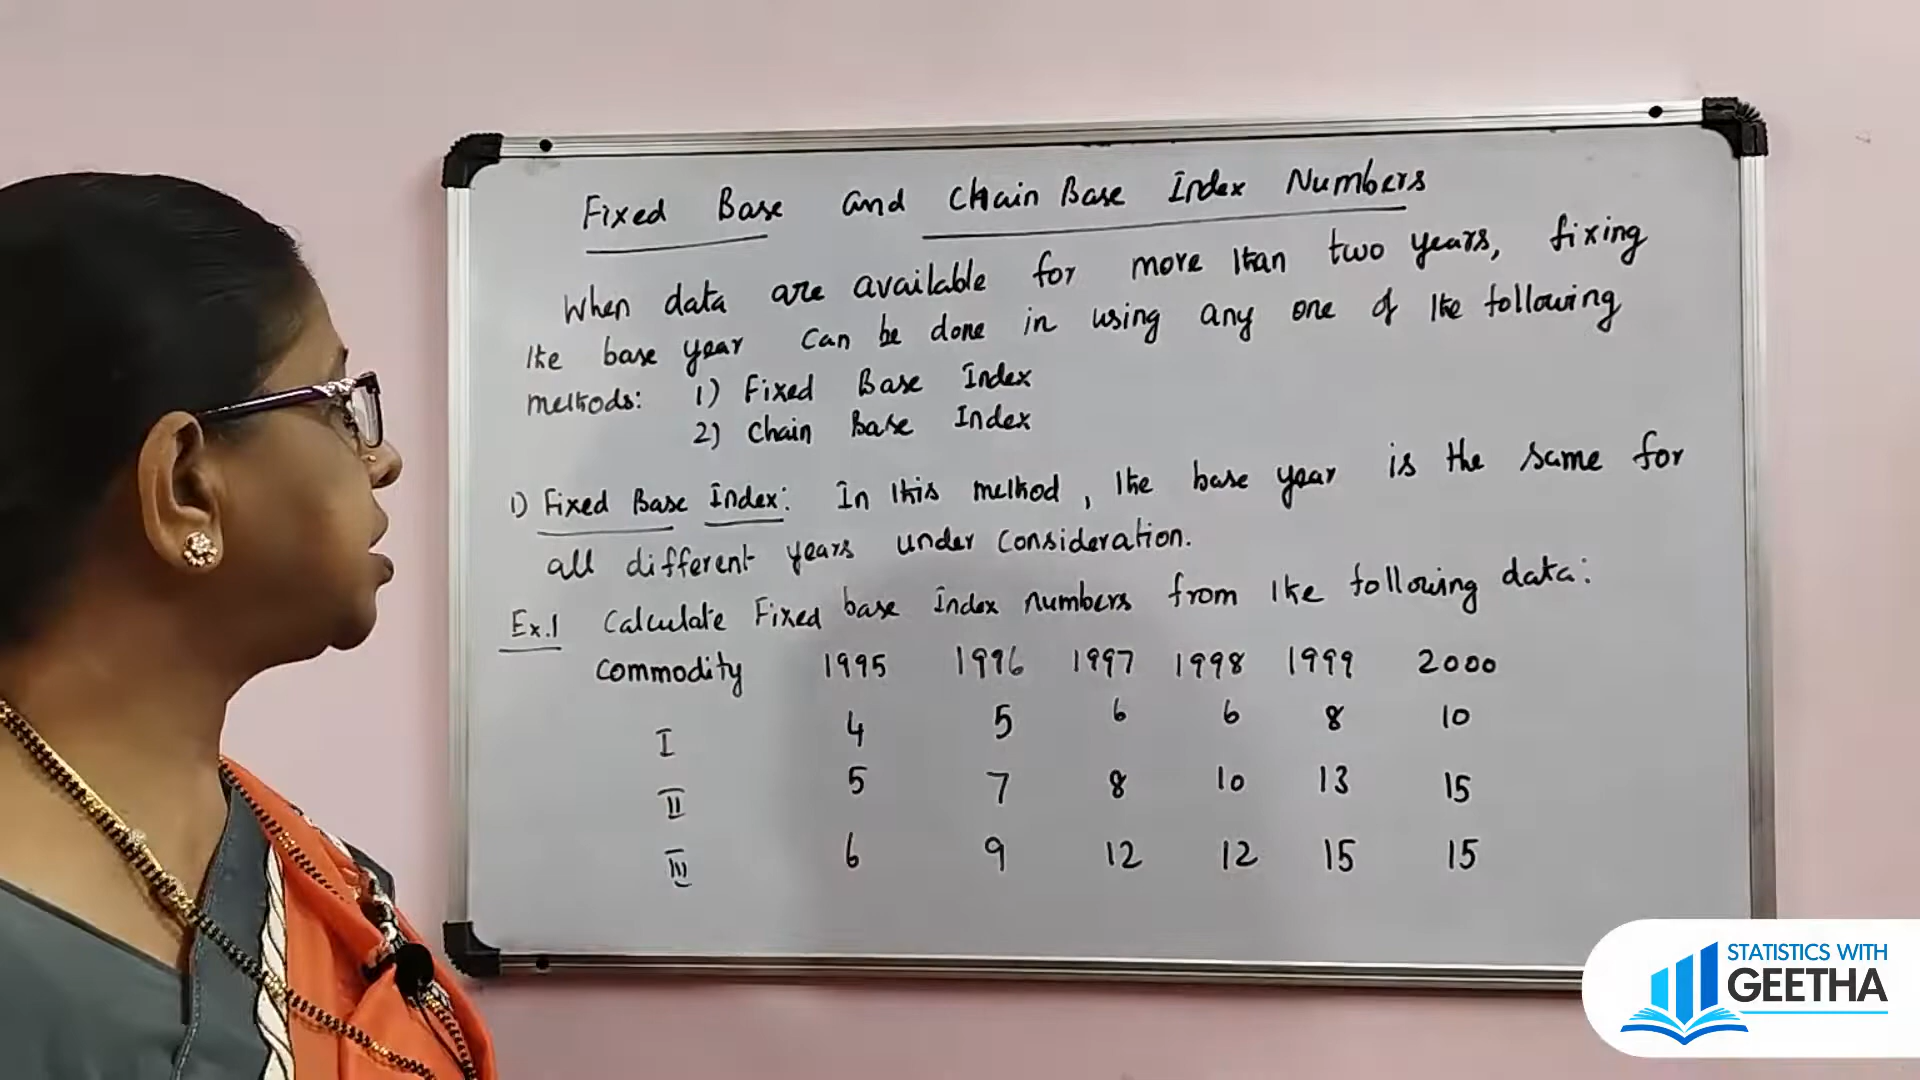 Fixed Base and Chain Base Index Numbers
When data are available for more than two years, fixing
the base year can be done in using any one of the following
methods: 1) Fixed Base Index
2) Chain Base Index
1) Fixed Base Index: In this method, the base year is the same for
all different years under consideration.
Ex.1 Calculate Fixed base Index numbers from the following data:
Commodity 1995 1996 1997 1998 1999 2000
I 4 5 6 6 8 10
II 5 7 8 10 13 15
III 6 9 12 12 15 15
STATISTICS WITH
GEETHA